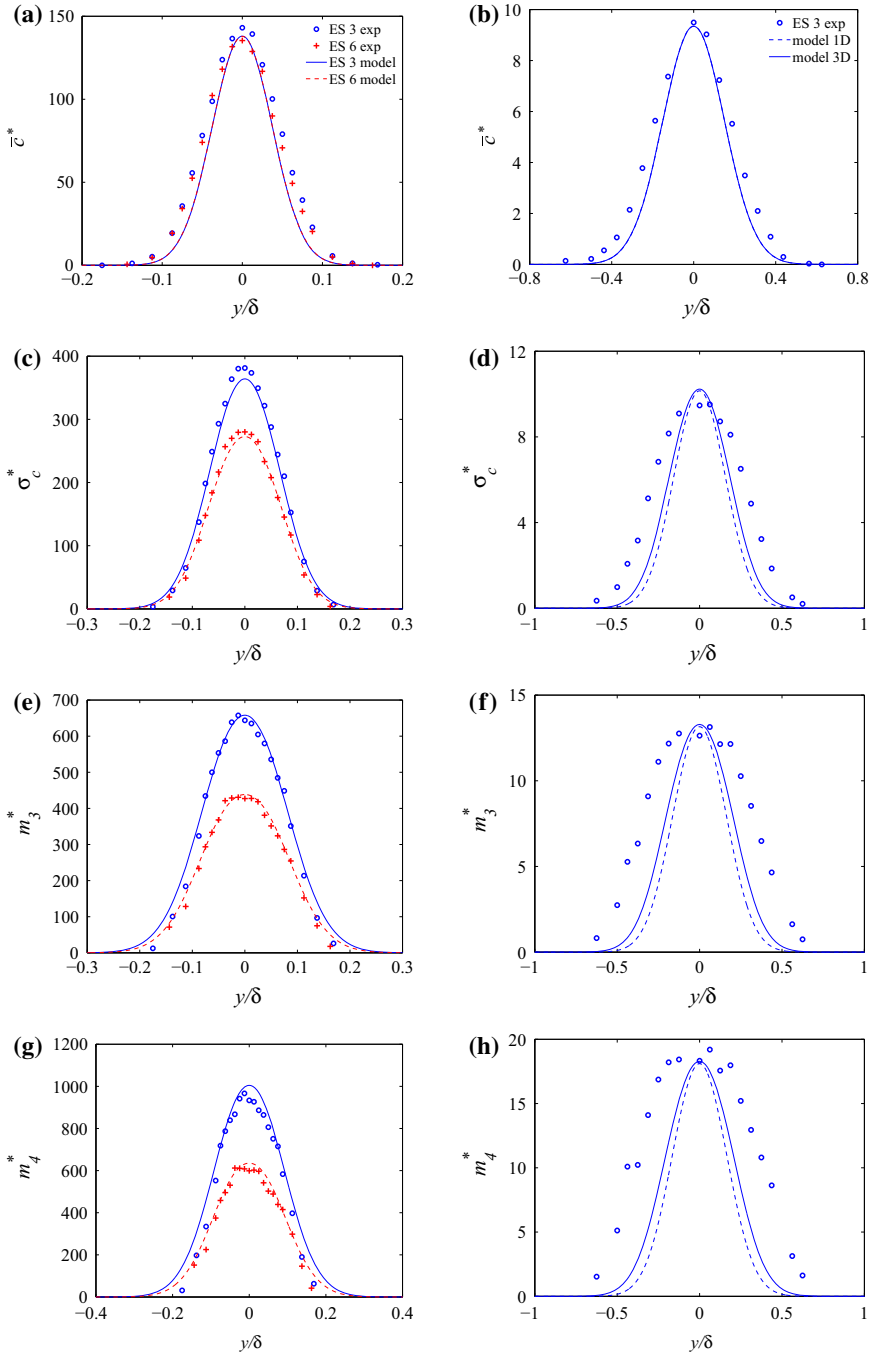 (a)
150
100
50
0
c̄*
−0.2
−0.1
0
0.1
0.2
y/δ
ES 3 exp
ES 6 exp
ES 3 model
ES 6 model
(b)
10
8
6
4
2
0
c̄*
−0.8
−0.4
0
0.4
0.8
y/δ
ES 3 exp
model 1D
model 3D
(c)
400
300
200
100
0
σc*
−0.3
−0.2
−0.1
0
0.1
0.2
0.3
y/δ
(d)
12
8
4
0
σc*
−1
−0.5
0
0.5
1
y/δ
(e)
700
600
500
400
300
200
100
0
m3*
−0.3
−0.2
−0.1
0
0.1
0.2
0.3
y/δ
(f)
15
10
5
0
m3*
−1
−0.5
0
0.5
1
y/δ
(g)
1200
1000
800
600
400
200
0
m4*
−0.4
−0.2
0
0.2
0.4
y/δ
(h)
20
15
10
5
0
m4*
−1
−0.5
0
0.5
1
y/δ